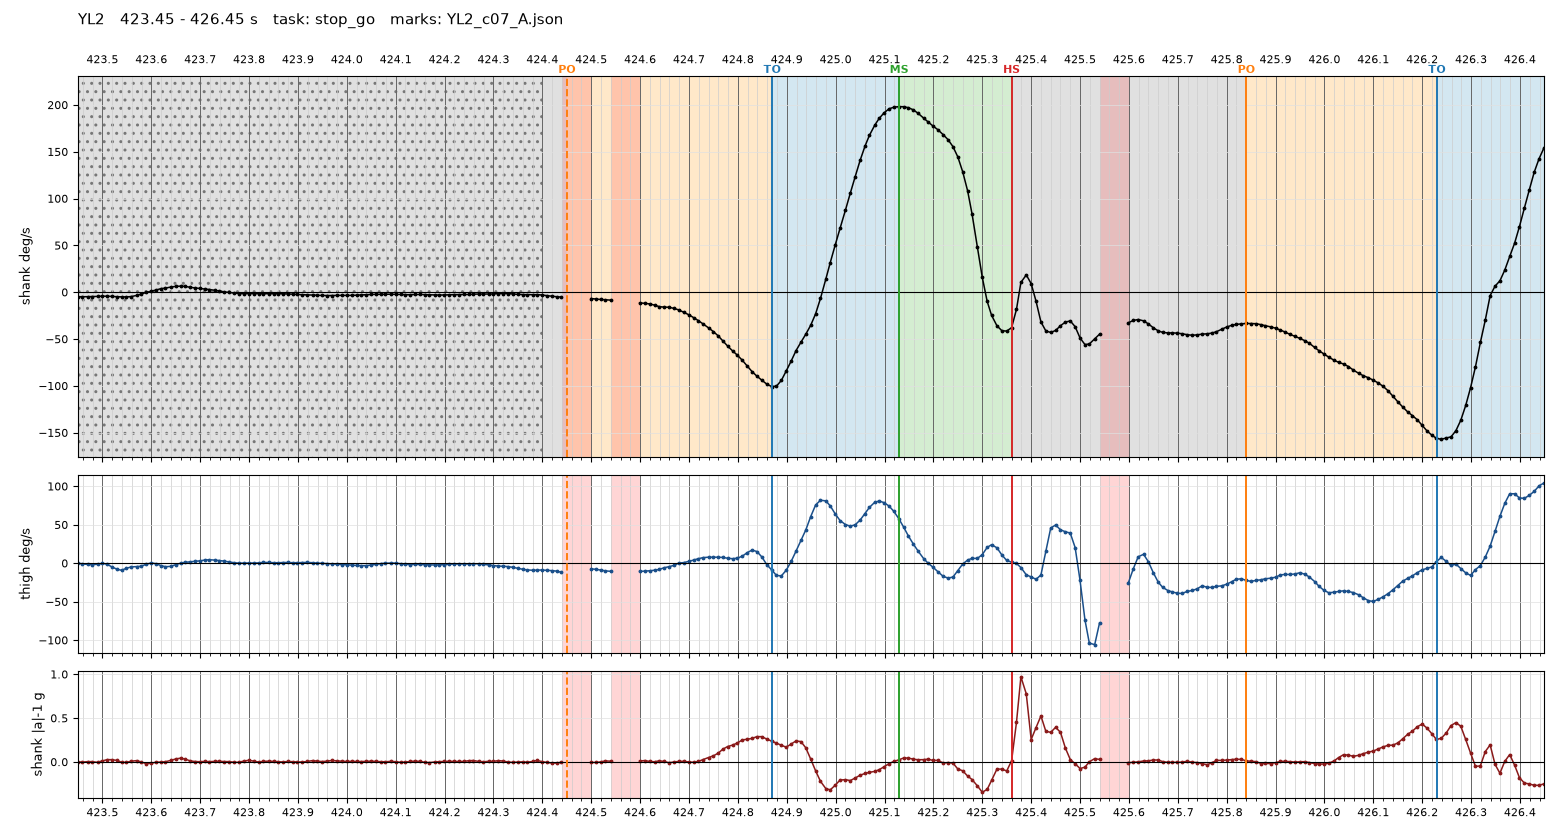 YL2   423.45 - 426.45 s   task: stop_go   marks: YL2_c07_A.json
423.5 423.6 423.7 423.8 423.9 424.0 424.1 424.2 424.3 424.4 424.5 424.6 424.7 424.8 424.9 425.0 425.1 425.2 425.3 425.4 425.5 425.6 425.7 425.8 425.9 426.0 426.1 426.2 426.3 426.4
PO TO MS HS PO TO
shank deg/s
200
150
100
50
0
−50
−100
−150
thigh deg/s
100
50
0
−50
−100
shank |a|-1 g
1.0
0.5
0.0
423.5 423.6 423.7 423.8 423.9 424.0 424.1 424.2 424.3 424.4 424.5 424.6 424.7 424.8 424.9 425.0 425.1 425.2 425.3 425.4 425.5 425.6 425.7 425.8 425.9 426.0 426.1 426.2 426.3 426.4